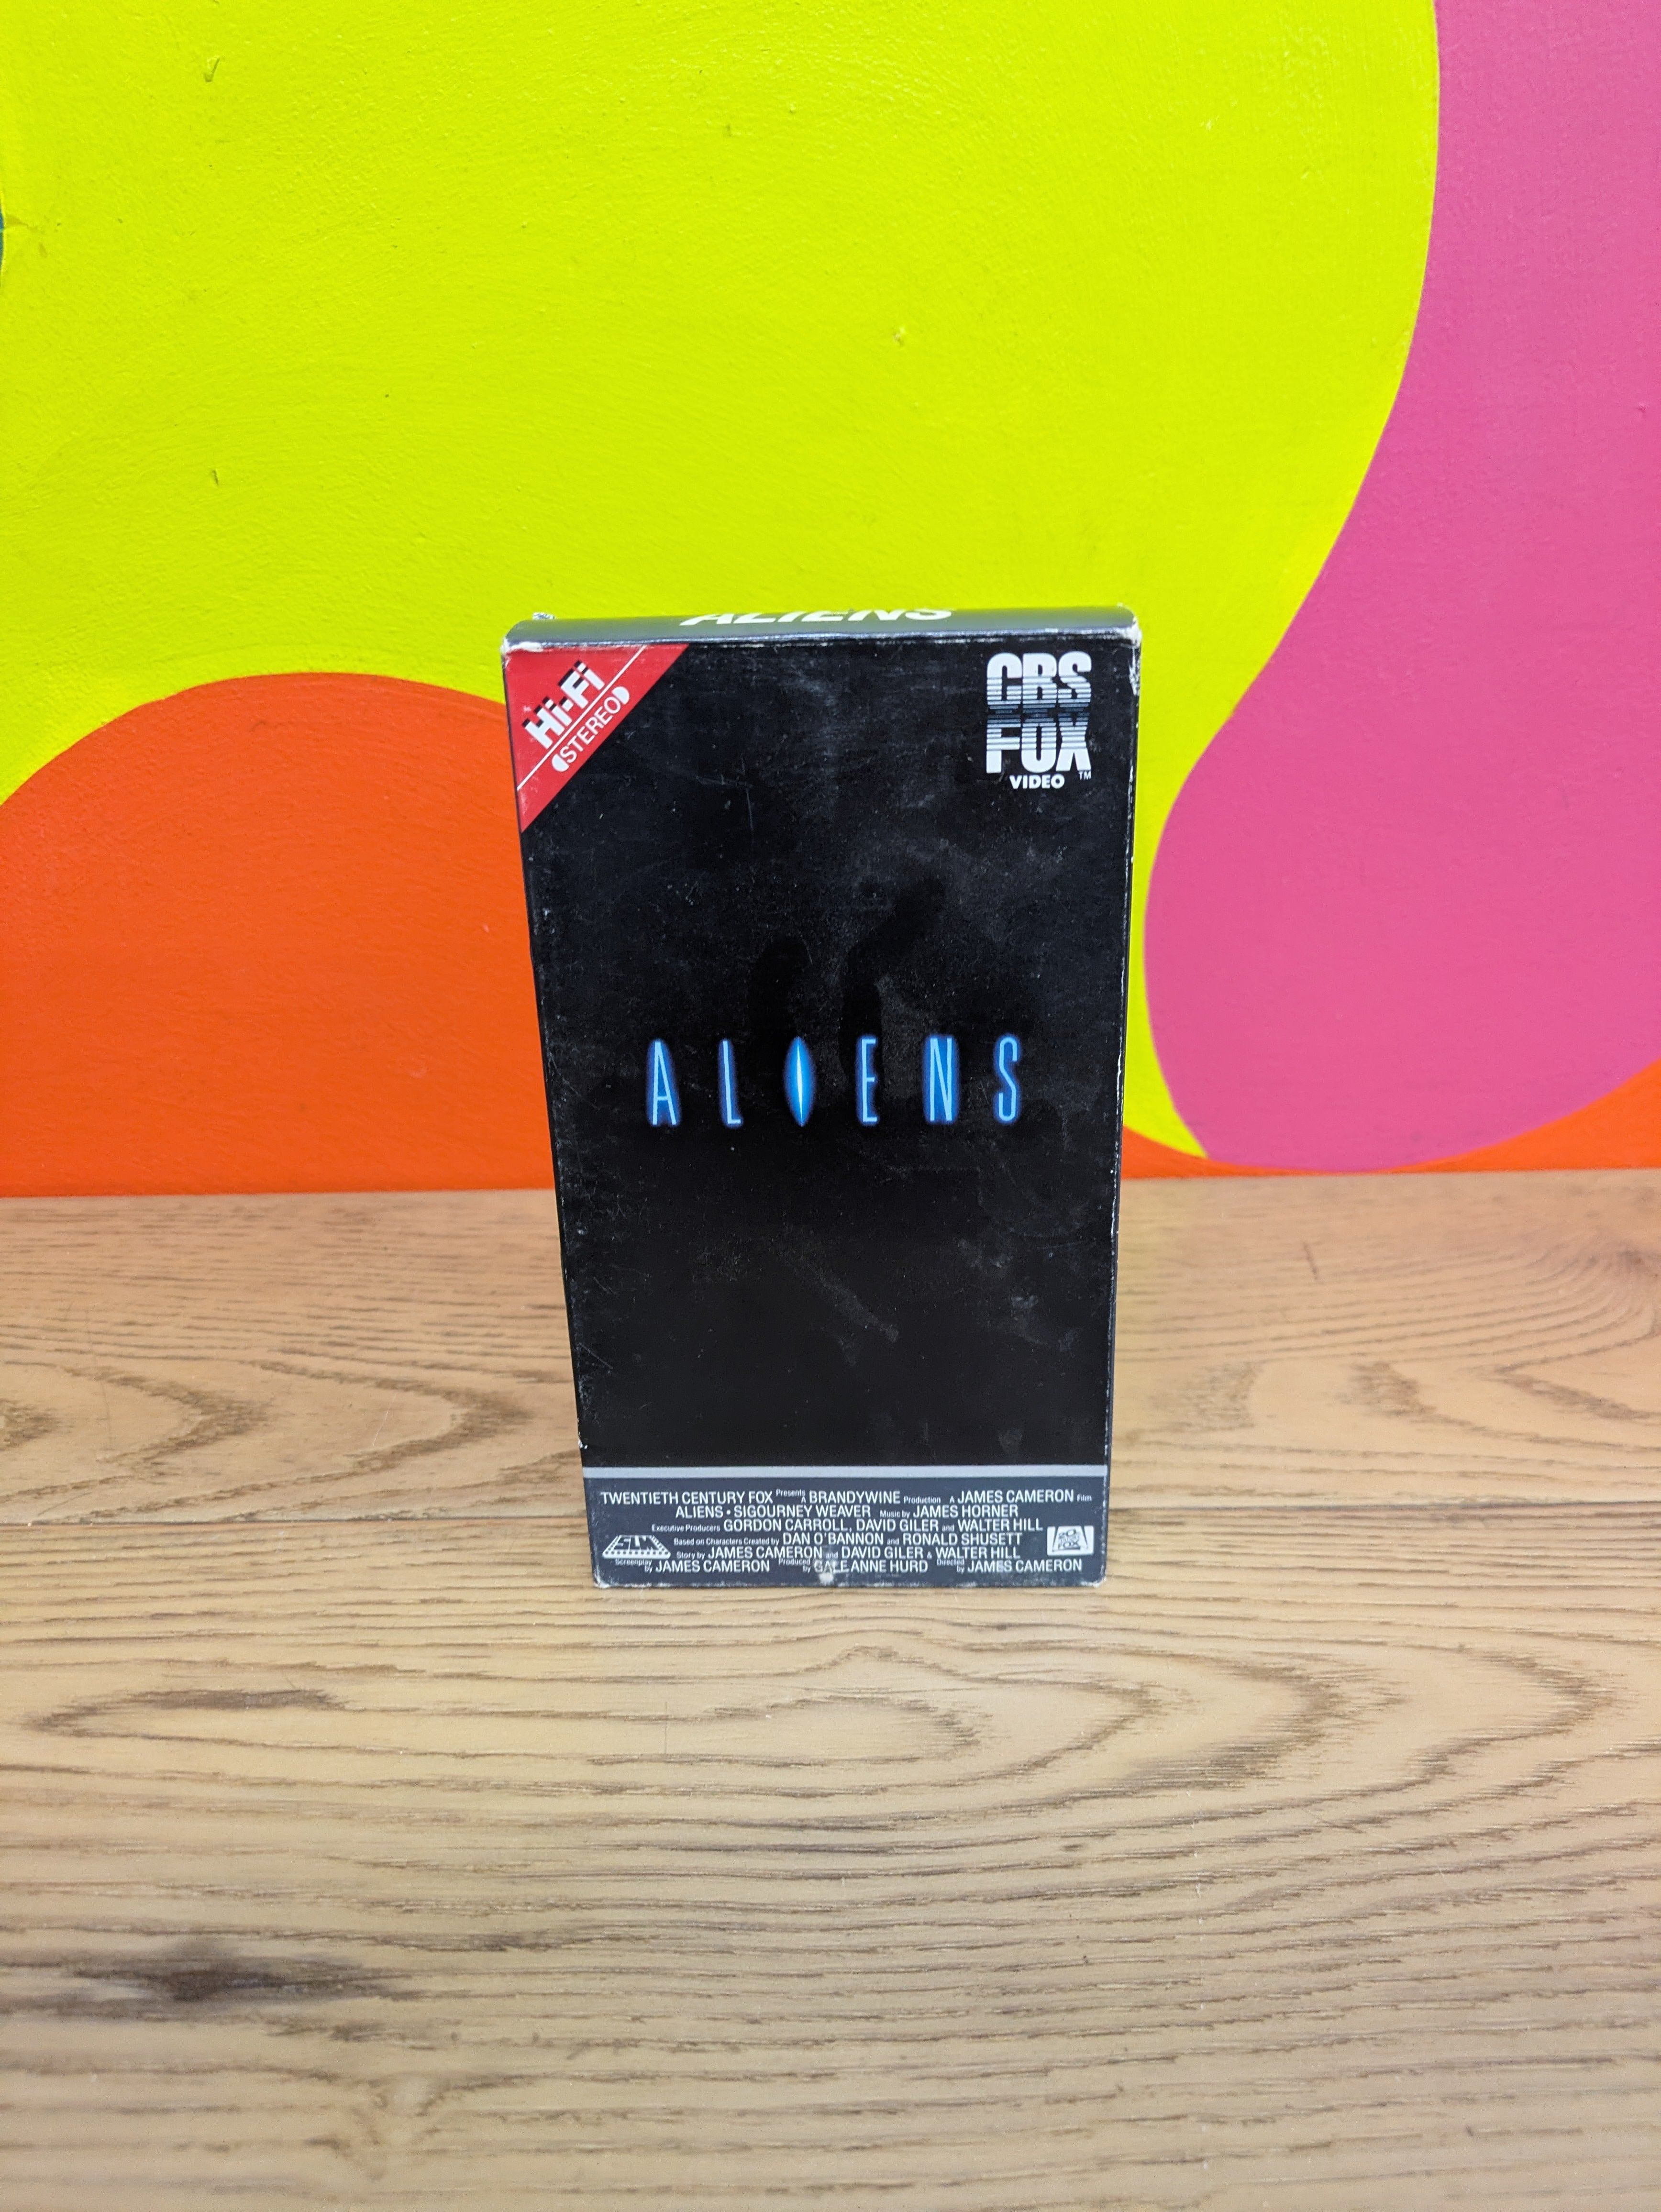 ALIENS
Hi-Fi
STEREO
CBS
FOX
VIDEO TM
ALIENS
TWENTIETH CENTURY FOX Presents A BRANDYWINE Production A JAMES CAMERON Film
ALIENS • SIGOURNEY WEAVER Music by JAMES HORNER
Executive Producers GORDON CARROLL, DAVID GILER and WALTER HILL
Based on Characters Created by DAN O'BANNON and RONALD SHUSETT
Story by JAMES CAMERON and DAVID GILER & WALTER HILL
Screenplay by JAMES CAMERON Produced by GALE ANNE HURD Directed by JAMES CAMERON
20
FOX